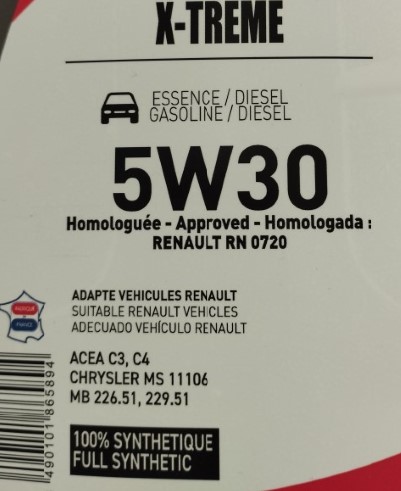 X-TREME
ESSENCE / DIESEL
GASOLINE / DIESEL
5W30
Homologuée - Approved - Homologada :
RENAULT RN 0720
ADAPTE VEHICULES RENAULT
SUITABLE RENAULT VEHICLES
ADECUADO VEHÍCULO RENAULT
ACEA C3, C4
CHRYSLER MS 11106
MB 226.51, 229.51
100% SYNTHETIQUE
FULL SYNTHETIC
4901018658941